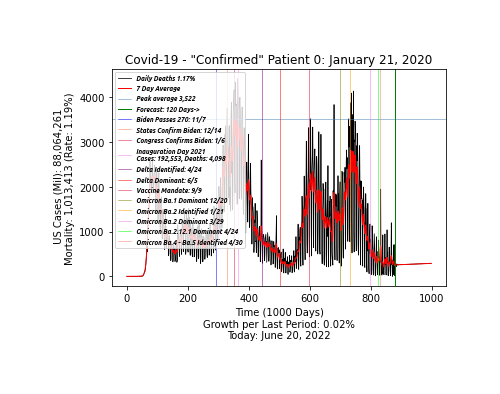 Covid-19 - "Confirmed" Patient 0: January 21, 2020
US Cases (Mil): 88,064,261
Mortality: 1,013,413 (Rate: 1.19%)
4000
3000
2000
1000
0
Daily Deaths 1.17%
7 Day Average
Peak average 3,522
Forecast: 120 Days->
Biden Passes 270: 11/7
States Confirm Biden: 12/14
Congress Confirms Biden: 1/6
Inauguration Day 2021
Cases: 192,553, Deaths: 4,098
Delta Identified: 4/24
Delta Dominant: 6/5
Vaccine Mandate: 9/9
Omicron Ba.1 Dominant 12/20
Omicron Ba.2 Identified 1/21
Omicron Ba.2 Dominant 3/29
Omicron Ba.2.12.1 Dominant 4/24
Omicron Ba.4 - Ba.5 Identified 4/30
0 200 400 600 800 1000
Time (1000 Days)
Growth per Last Period: 0.02%
Today: June 20, 2022